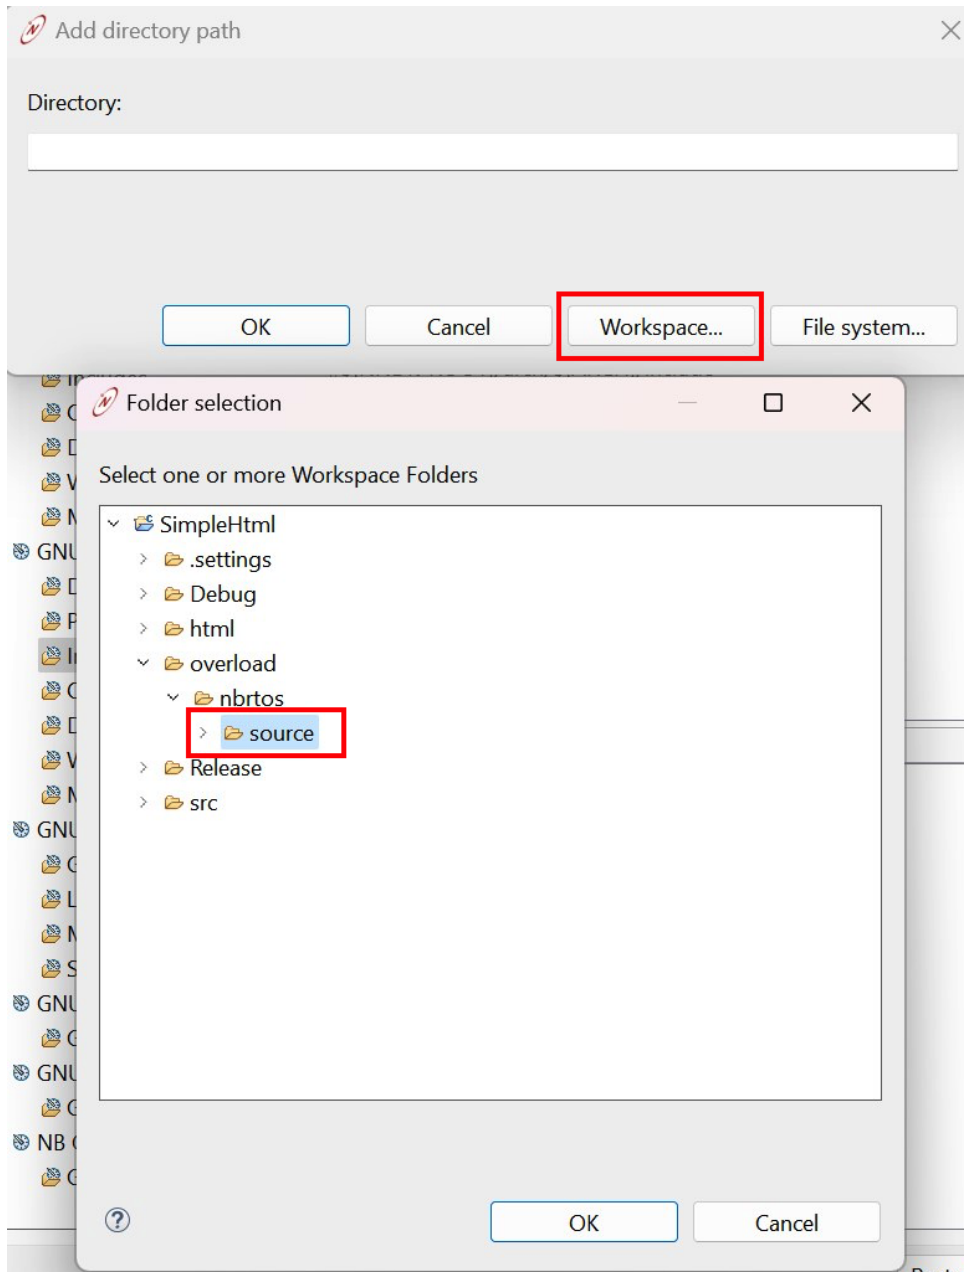 Add directory path
Directory:
OK Cancel Workspace... File system...
Folder selection
Select one or more Workspace Folders
SimpleHtml
.settings
Debug
html
overload
nbrtos
source
Release
src
GNU
GNU
GNU
GNU
NB
OK Cancel